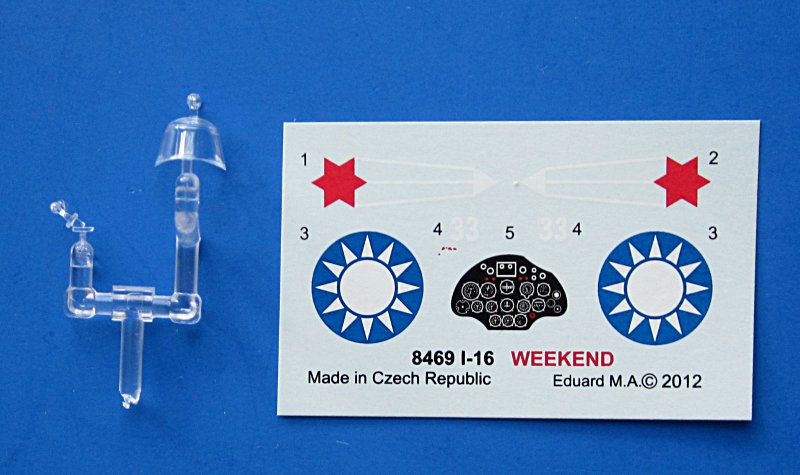 1 2
3 4 33 5 33 4 3
8469 I-16 WEEKEND
Made in Czech Republic Eduard M.A.© 2012